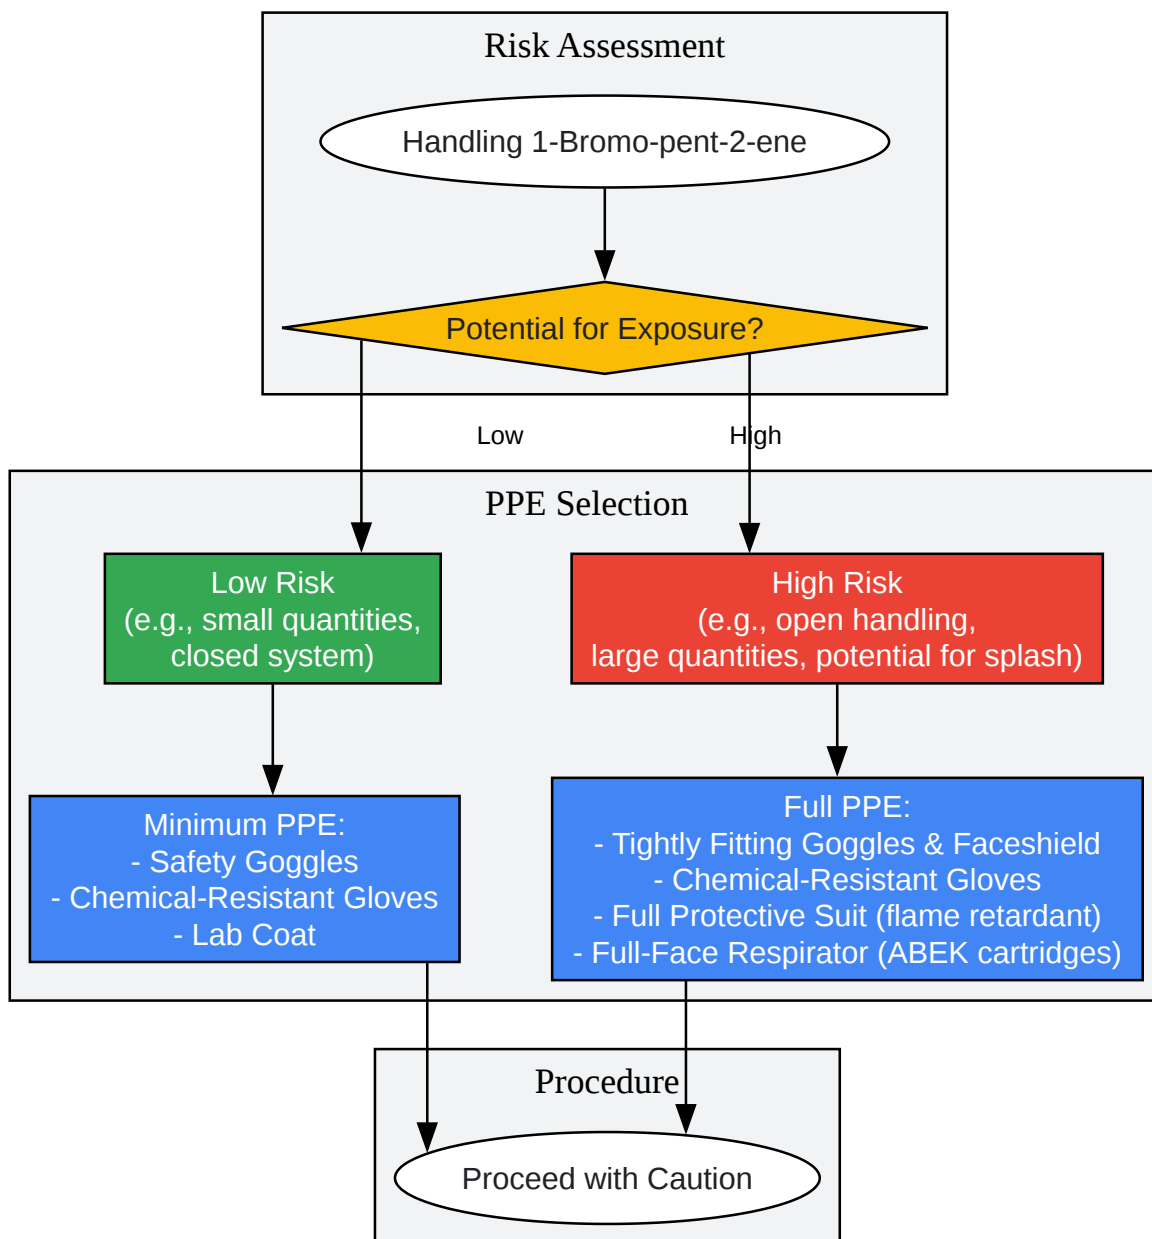 Risk Assessment
Handling 1-Bromo-pent-2-ene
Potential for Exposure?
Low
High
PPE Selection
Low Risk
(e.g., small quantities,
closed system)
High Risk
(e.g., open handling,
large quantities, potential for splash)
Minimum PPE:
- Safety Goggles
- Chemical-Resistant Gloves
- Lab Coat
Full PPE:
- Tightly Fitting Goggles & Faceshield
- Chemical-Resistant Gloves
- Full Protective Suit (flame retardant)
- Full-Face Respirator (ABEK cartridges)
Procedure
Proceed with Caution